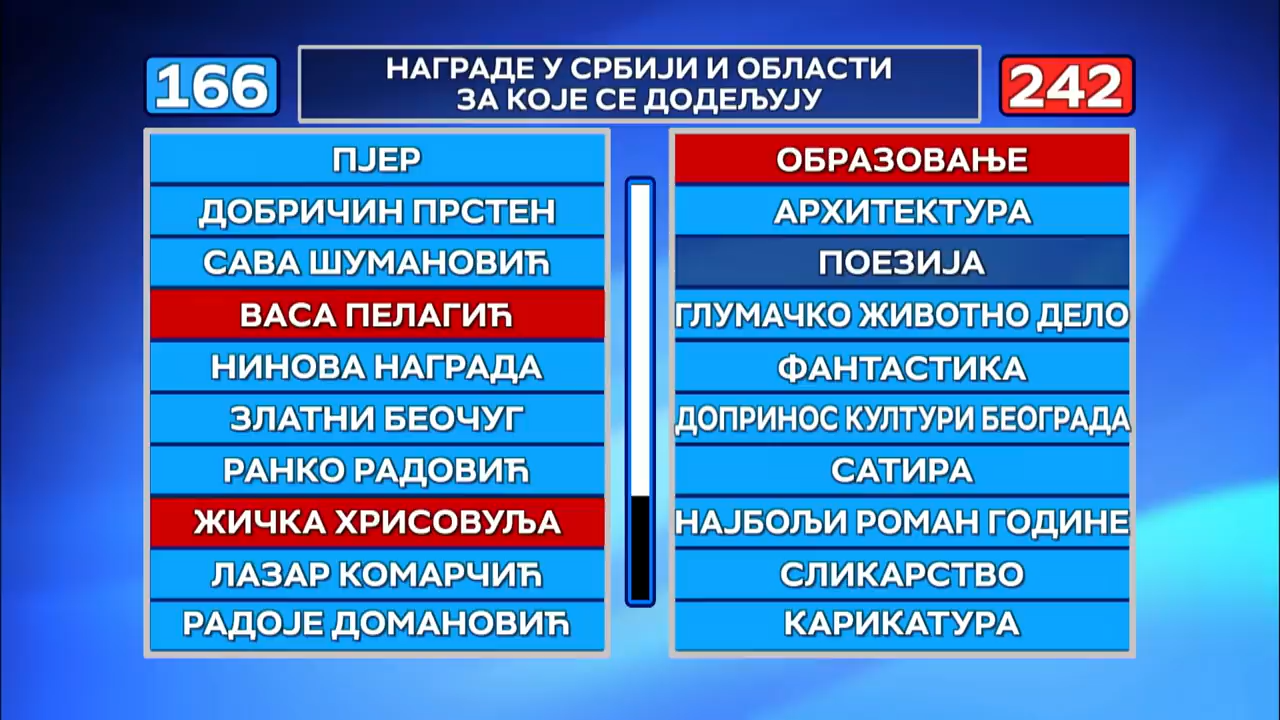 166
НАГРАДЕ У СРБИЈИ И ОБЛАСТИ
ЗА КОЈЕ СЕ ДОДЕЉУЈУ
242
ПЈЕР
ОБРАЗОВАЊЕ
ДОБРИЧИН ПРСТЕН
АРХИТЕКТУРА
САВА ШУМАНОВИЋ
ПОЕЗИЈА
ВАСА ПЕЛАГИЋ
ГЛУМАЧКО ЖИВОТНО ДЕЛО
НИНОВА НАГРАДА
ФАНТАСТИКА
ЗЛАТНИ БЕОЧУГ
ДОПРИНОС КУЛТУРИ БЕОГРАДА
РАНКО РАДОВИЋ
САТИРА
ЖИЧКА ХРИСОВУЉА
НАЈБОЉИ РОМАН ГОДИНЕ
ЛАЗАР КОМАРЧИЋ
СЛИКАРСТВО
РАДОЈЕ ДОМАНОВИЋ
КАРИКАТУРА